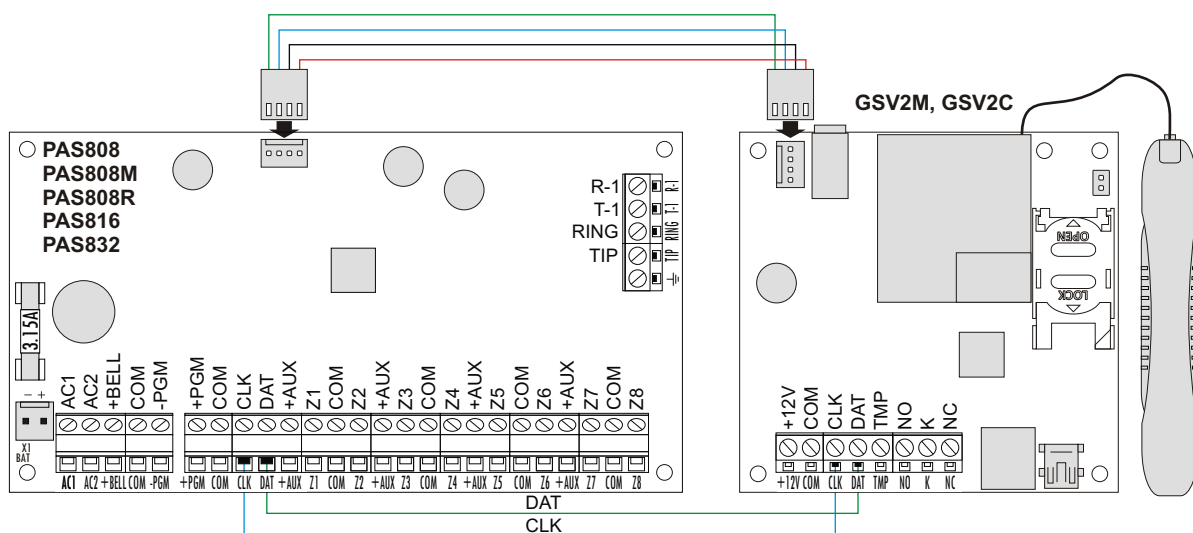 GSV2M, GSV2C
PAS808
PAS808M
PAS808R
PAS816
PAS832
R-1 R-1
T-1 T-1
RING RING
TIP TIP
OPEN
LOCK
3.15A
- +
X1
BAT
AC1 AC2 +BELL COM -PGM +PGM COM CLK DAT +AUX Z1 COM Z2 +AUX Z3 COM Z4 +AUX Z5 COM Z6 +AUX Z7 COM Z8
AC1 AC2 +BELL COM -PGM +PGM COM CLK DAT +AUX Z1 COM Z2 +AUX Z3 COM Z4 +AUX Z5 COM Z6 +AUX Z7 COM Z8
+12V COM CLK DAT TMP NO K NC
+12V COM CLK DAT TMP NO K NC
DAT
CLK